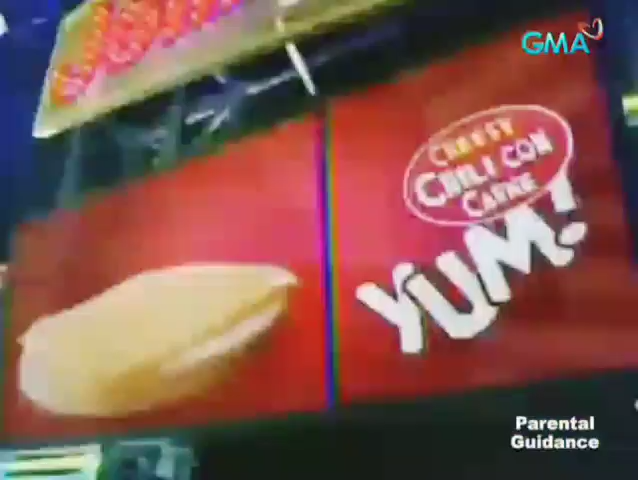 GMA
CHEESY
CHILI CON
CARNE
YUM!
Parental
Guidance